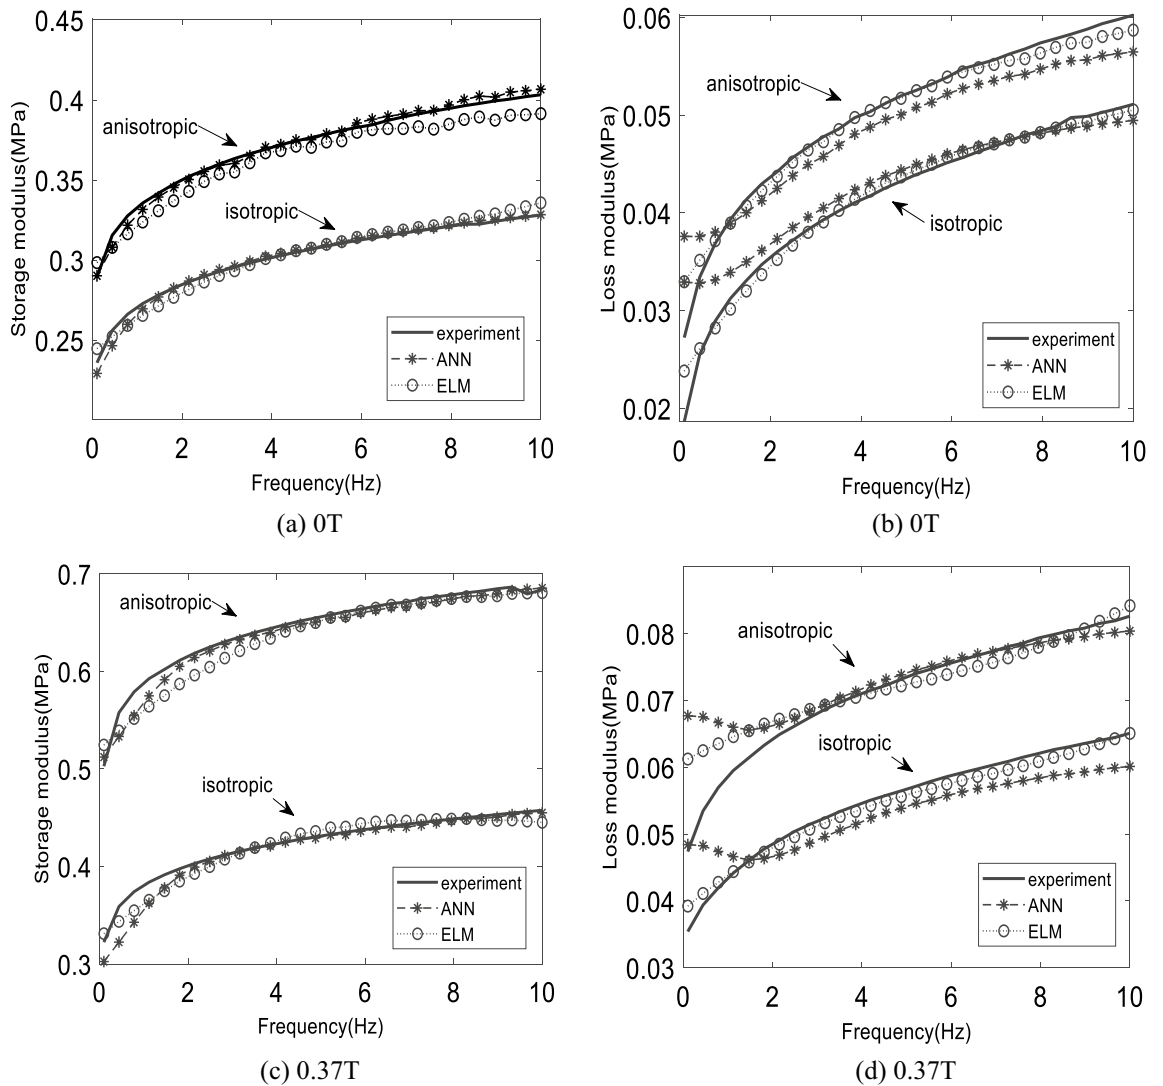 0.45
0.4
0.35
0.3
0.25
Storage modulus(MPa)
anisotropic
isotropic
experiment
ANN
ELM
0 2 4 6 8 10
Frequency(Hz)
(a) 0T
0.06
0.05
0.04
0.03
0.02
Loss modulus(MPa)
anisotropic
isotropic
experiment
ANN
ELM
0 2 4 6 8 10
Frequency(Hz)
(b) 0T
0.7
0.6
0.5
0.4
0.3
Storage modulus(MPa)
anisotropic
isotropic
experiment
ANN
ELM
0 2 4 6 8 10
Frequency(Hz)
(c) 0.37T
0.08
0.07
0.06
0.05
0.04
0.03
Loss modulus(MPa)
anisotropic
isotropic
experiment
ANN
ELM
0 2 4 6 8 10
Frequency(Hz)
(d) 0.37T